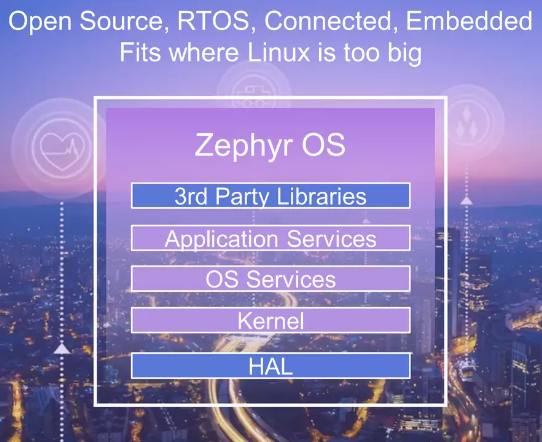 Open Source, RTOS, Connected, Embedded
Fits where Linux is too big
Zephyr OS
3rd Party Libraries
Application Services
OS Services
Kernel
HAL